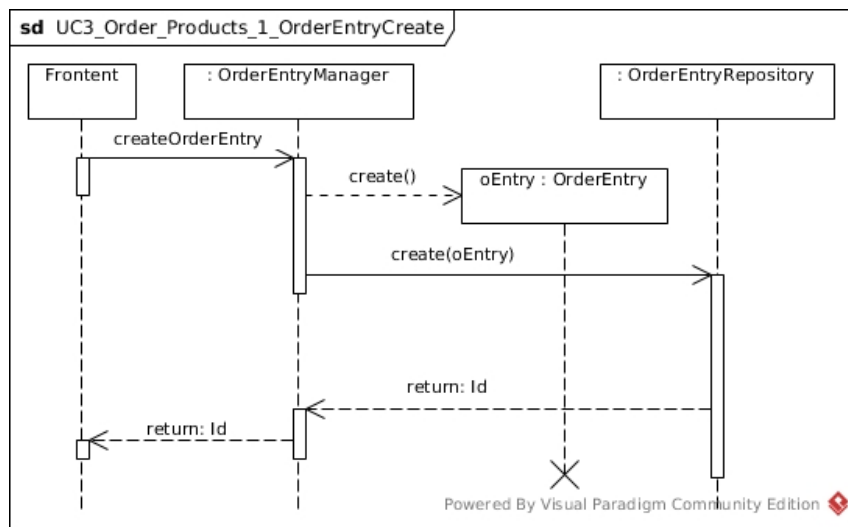 sd UC3_Order_Products_1_OrderEntryCreate
Frontent
: OrderEntryManager
: OrderEntryRepository
createOrderEntry
create()
oEntry : OrderEntry
create(oEntry)
return: Id
return: Id
Powered By Visual Paradigm Community Edition